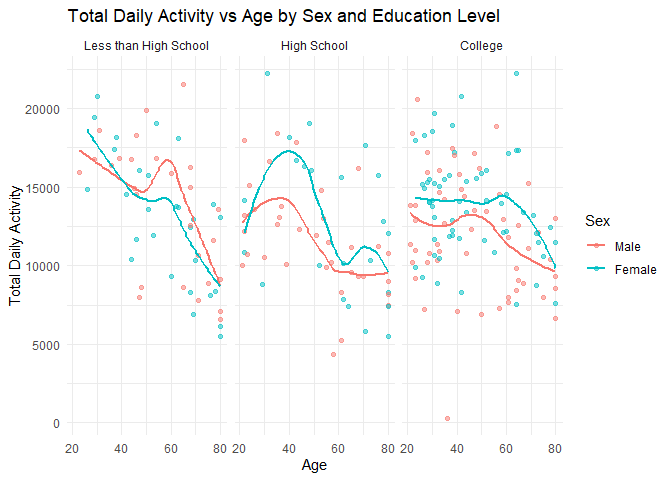 Total Daily Activity vs Age by Sex and Education Level
Less than High School
High School
College
Total Daily Activity
20000
15000
10000
5000
0
20 40 60 80
20 40 60 80
20 40 60 80
Age
Sex
Male
Female